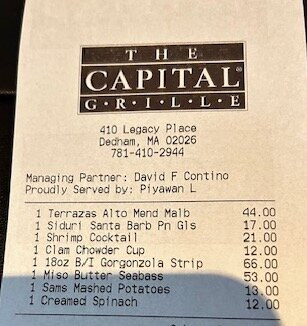 THE
CAPITAL
G·R·I·L·L·E
410 Legacy Place
Dedham, MA 02026
781-410-2944
Managing Partner: David F Contino
Proudly Served by: Piyawan L
1 Terrazas Alto Mend Malb 44.00
1 Siduri Santa Barb Pn Gls 17.00
1 Shrimp Cocktail 21.00
1 Clam Chowder Cup 12.00
1 18oz B/I Gorgonzola Strip 66.00
1 Miso Butter Seabass 53.00
1 Sams Mashed Potatoes 13.00
1 Creamed Spinach 12.00